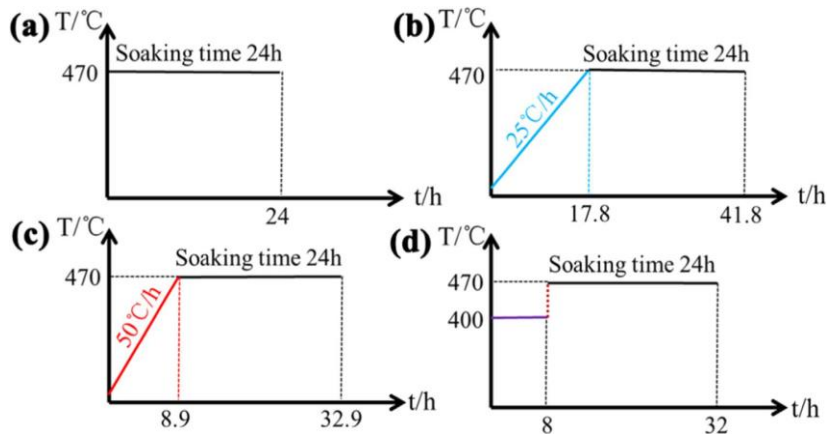 (a) T/℃
Soaking time 24h
470
24
t/h
(b) T/℃
Soaking time 24h
470
25℃/h
17.8
41.8
t/h
(c) T/℃
Soaking time 24h
470
50℃/h
8.9
32.9
t/h
(d) T/℃
Soaking time 24h
470
400
8
32
t/h